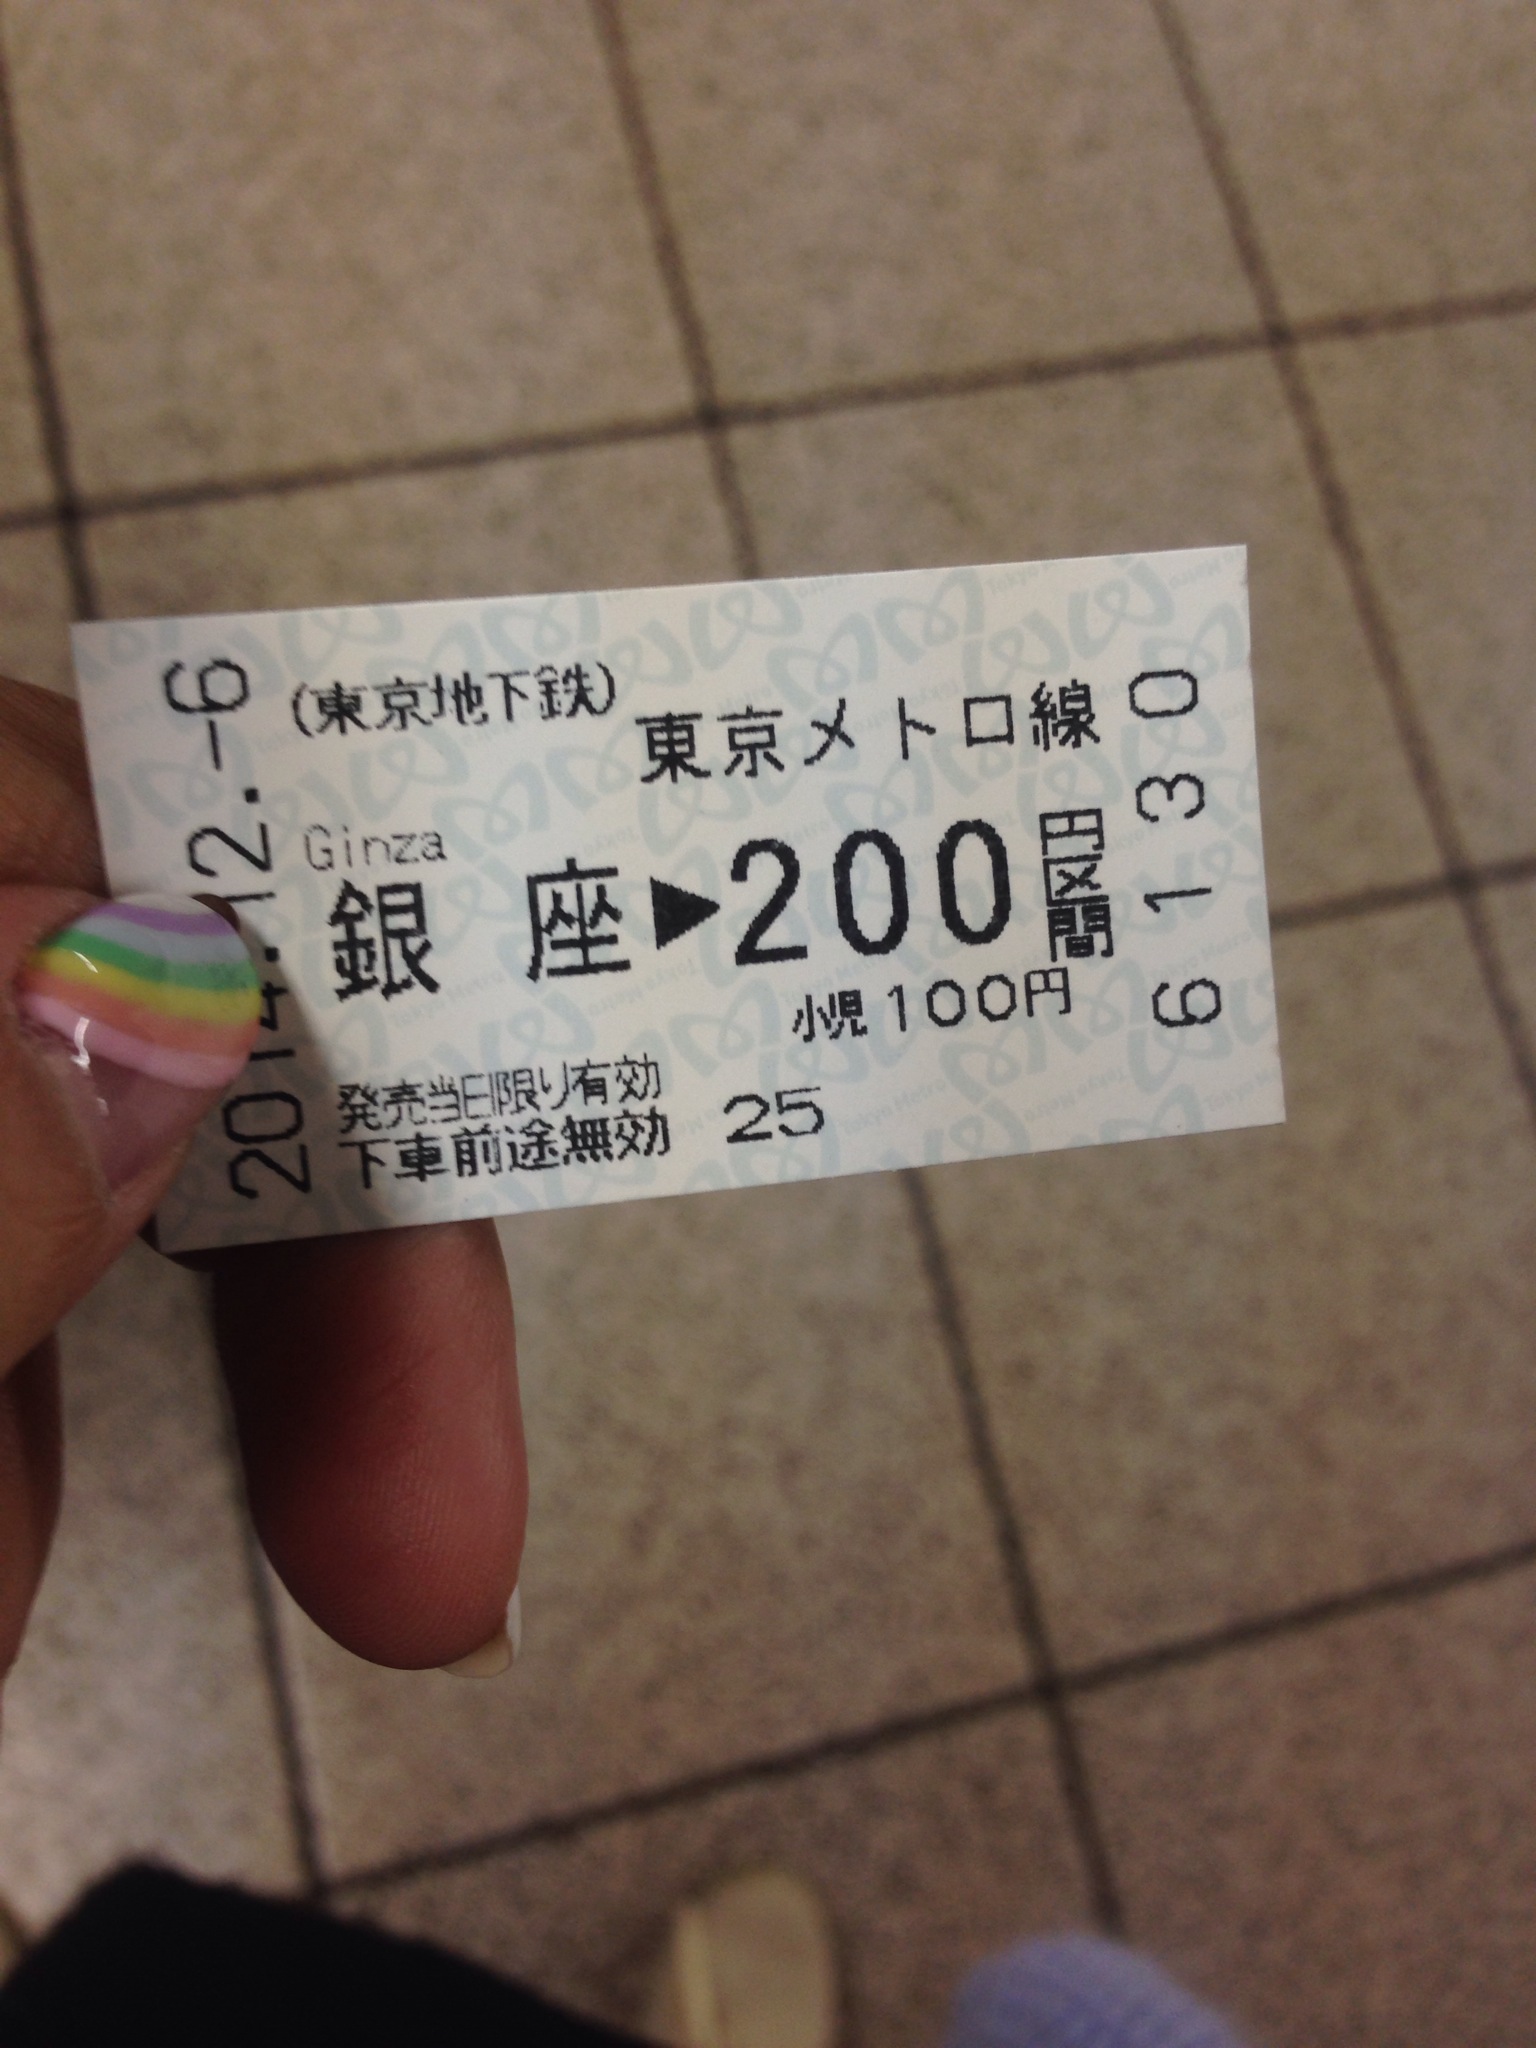 2014.12.-6
(東京地下鉄)
東京メトロ線
Ginza
銀座▶200円区間
小児100円
発売当日限り有効
下車前途無効 25
6130